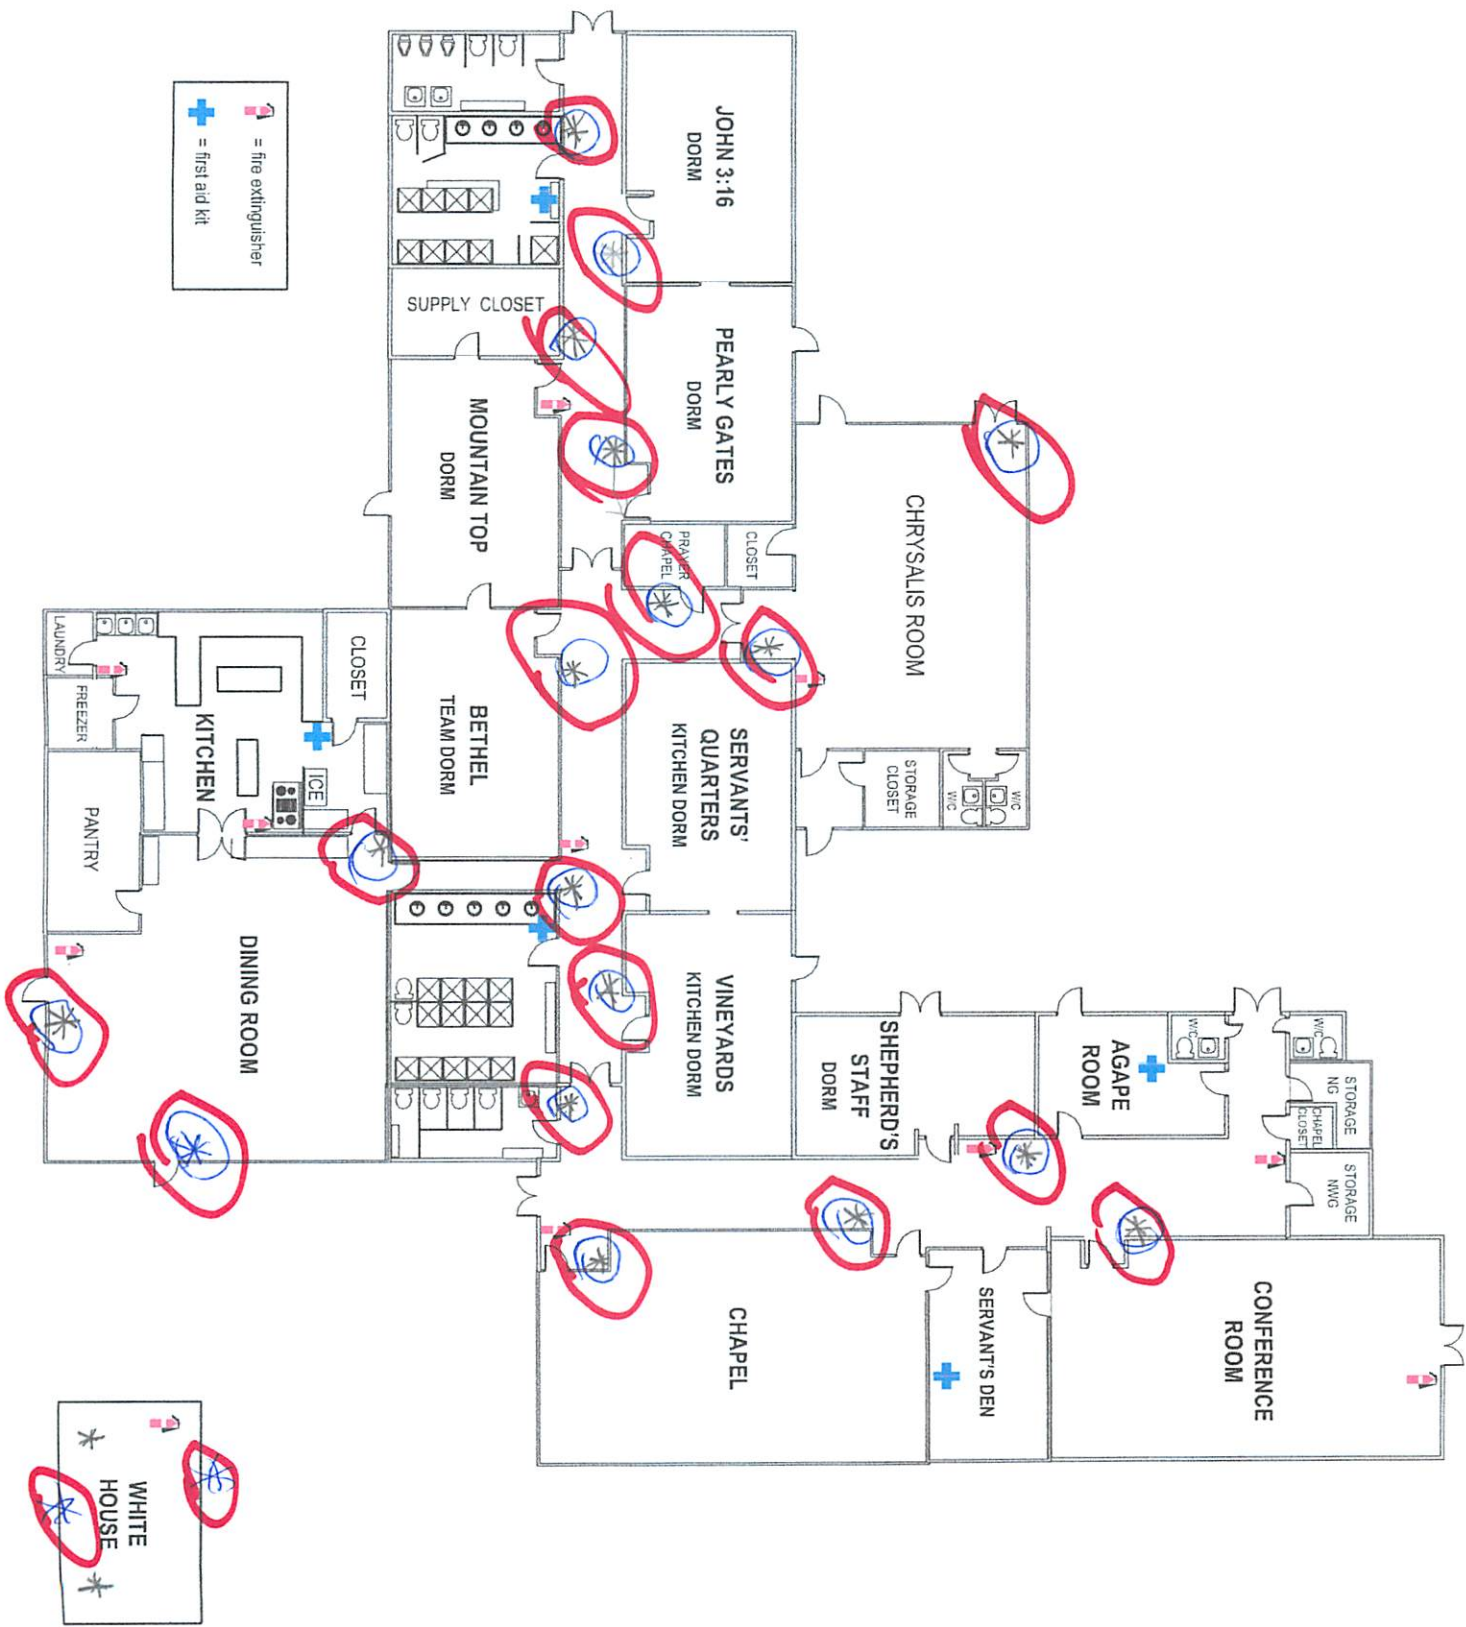 = fire extinguisher
= first aid kit
JOHN 3:16
DORM
SUPPLY CLOSET
PEARLY GATES
DORM
MOUNTAIN TOP
DORM
CHRYSALIS ROOM
PRAYER
CHAPEL
CLOSET
LAUNDRY
FREEZER
CLOSET
KITCHEN
ICE
PANTRY
BETHEL
TEAM DORM
SERVANTS'
QUARTERS
KITCHEN DORM
STORAGE
CLOSET
W/C
W/C
DINING ROOM
VINEYARDS
KITCHEN DORM
SHEPHERD'S
STAFF
DORM
AGAPE
ROOM
W/C
W/C
STORAGE
NG
CHAPEL
CLOSET
STORAGE
NWG
CHAPEL
SERVANT'S DEN
CONFERENCE
ROOM
WHITE
HOUSE